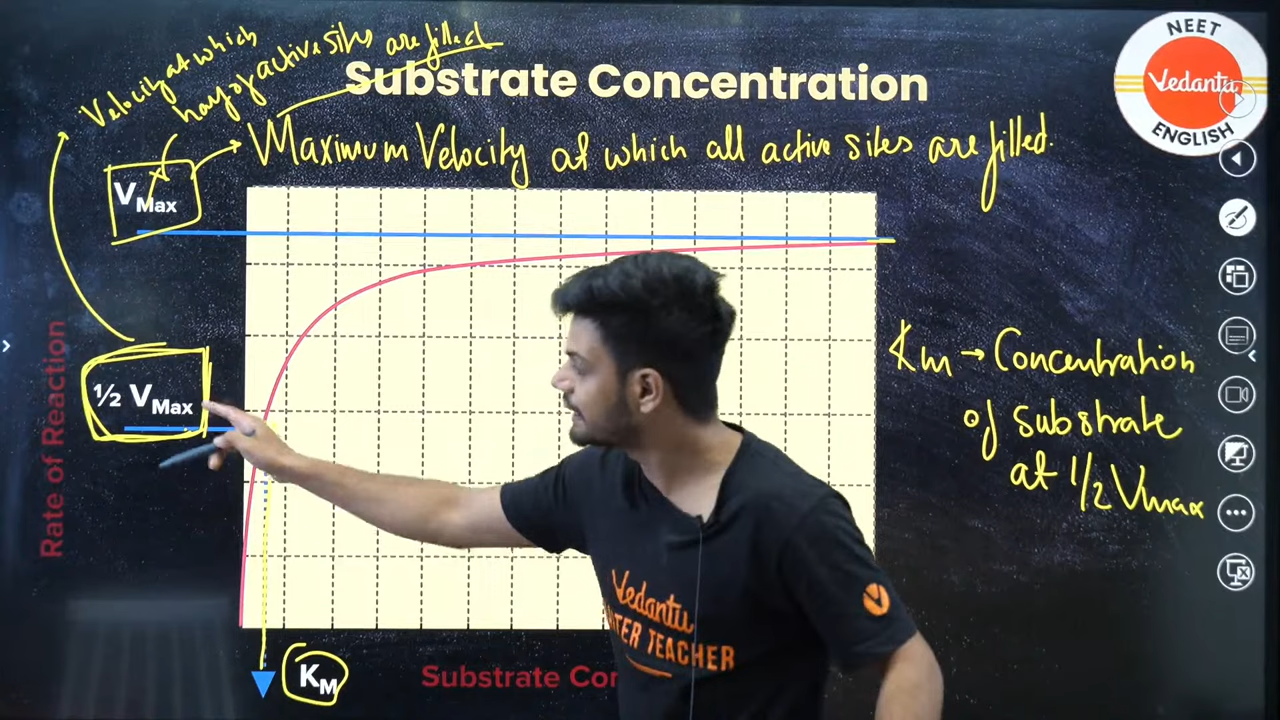 Velocity at which
half of active sites are filled
Substrate Concentration
Maximum Velocity at which all active sites are filled.
VMax
½ VMax
Rate of Reaction
KM
Substrate Con
Km → Concentration
of substrate
at 1/2 Vmax
NEET
Vedantu
ENGLISH
Vedantu
TER TEACHER